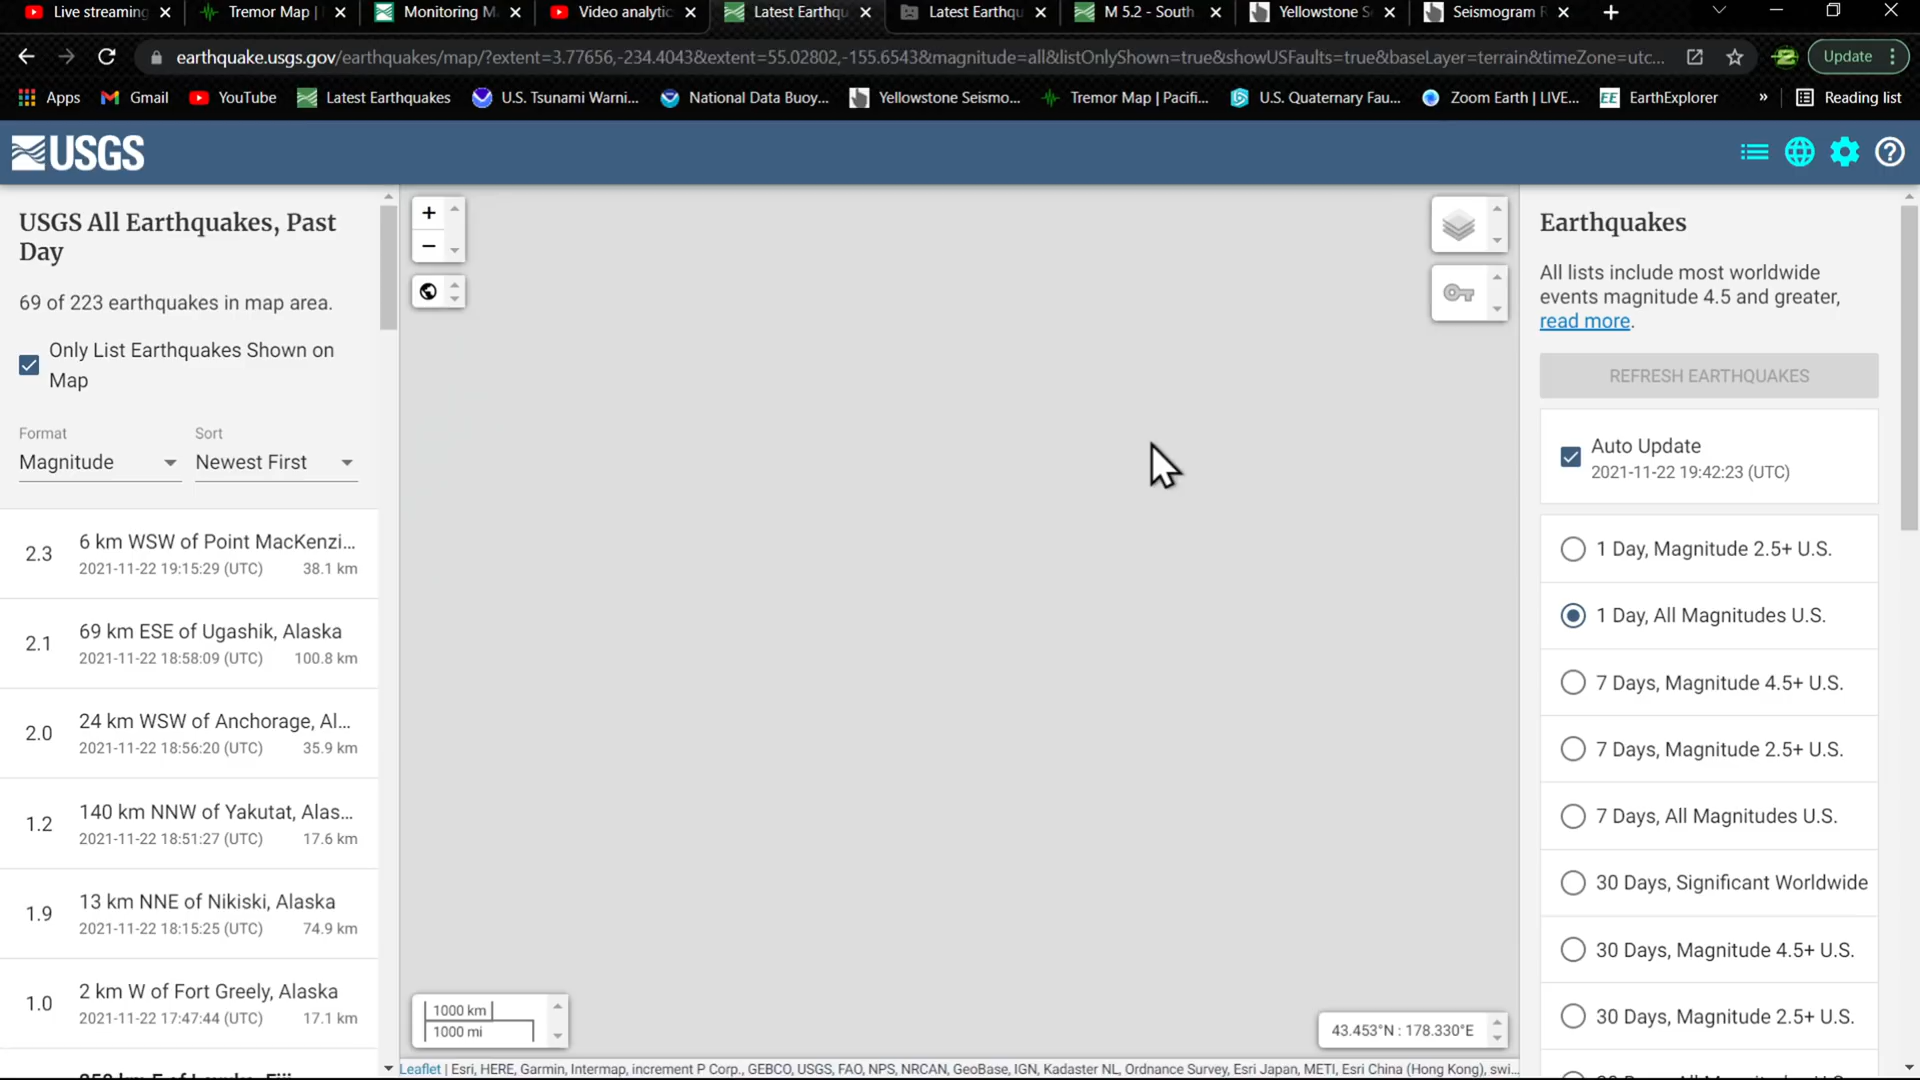 Live streaming
Tremor Map |
Monitoring M
Video analytic
Latest Earthqu
Latest Earthqu
M 5.2 - South
Yellowstone S
Seismogram R
earthquake.usgs.gov/earthquakes/map/?extent=3.77656,-234.4043&extent=55.02802,-155.6543&magnitude=all&listOnlyShown=true&showUSFaults=true&baseLayer=terrain&timeZone=utc...
Update
Apps
Gmail
YouTube
Latest Earthquakes
U.S. Tsunami Warni...
National Data Buoy...
Yellowstone Seismo...
Tremor Map | Pacifi...
U.S. Quaternary Fau...
Zoom Earth | LIVE...
EE EarthExplorer
»
Reading list
USGS
USGS All Earthquakes, Past
Day
69 of 223 earthquakes in map area.
Only List Earthquakes Shown on
Map
Format
Sort
Magnitude
Newest First
2.3
6 km WSW of Point MacKenzi...
2021-11-22 19:15:29 (UTC) 38.1 km
2.1
69 km ESE of Ugashik, Alaska
2021-11-22 18:58:09 (UTC) 100.8 km
2.0
24 km WSW of Anchorage, Al...
2021-11-22 18:56:20 (UTC) 35.9 km
1.2
140 km NNW of Yakutat, Alas...
2021-11-22 18:51:27 (UTC) 17.6 km
1.9
13 km NNE of Nikiski, Alaska
2021-11-22 18:15:25 (UTC) 74.9 km
1.0
2 km W of Fort Greely, Alaska
2021-11-22 17:47:44 (UTC) 17.1 km
+
−
1000 km
1000 mi
43.453°N : 178.330°E
Leaflet | Esri, HERE, Garmin, Intermap, increment P Corp., GEBCO, USGS, FAO, NPS, NRCAN, GeoBase, IGN, Kadaster NL, Ordnance Survey, Esri Japan, METI, Esri China (Hong Kong), swi...
Earthquakes
All lists include most worldwide
events magnitude 4.5 and greater,
read more.
REFRESH EARTHQUAKES
Auto Update
2021-11-22 19:42:23 (UTC)
1 Day, Magnitude 2.5+ U.S.
1 Day, All Magnitudes U.S.
7 Days, Magnitude 4.5+ U.S.
7 Days, Magnitude 2.5+ U.S.
7 Days, All Magnitudes U.S.
30 Days, Significant Worldwide
30 Days, Magnitude 4.5+ U.S.
30 Days, Magnitude 2.5+ U.S.